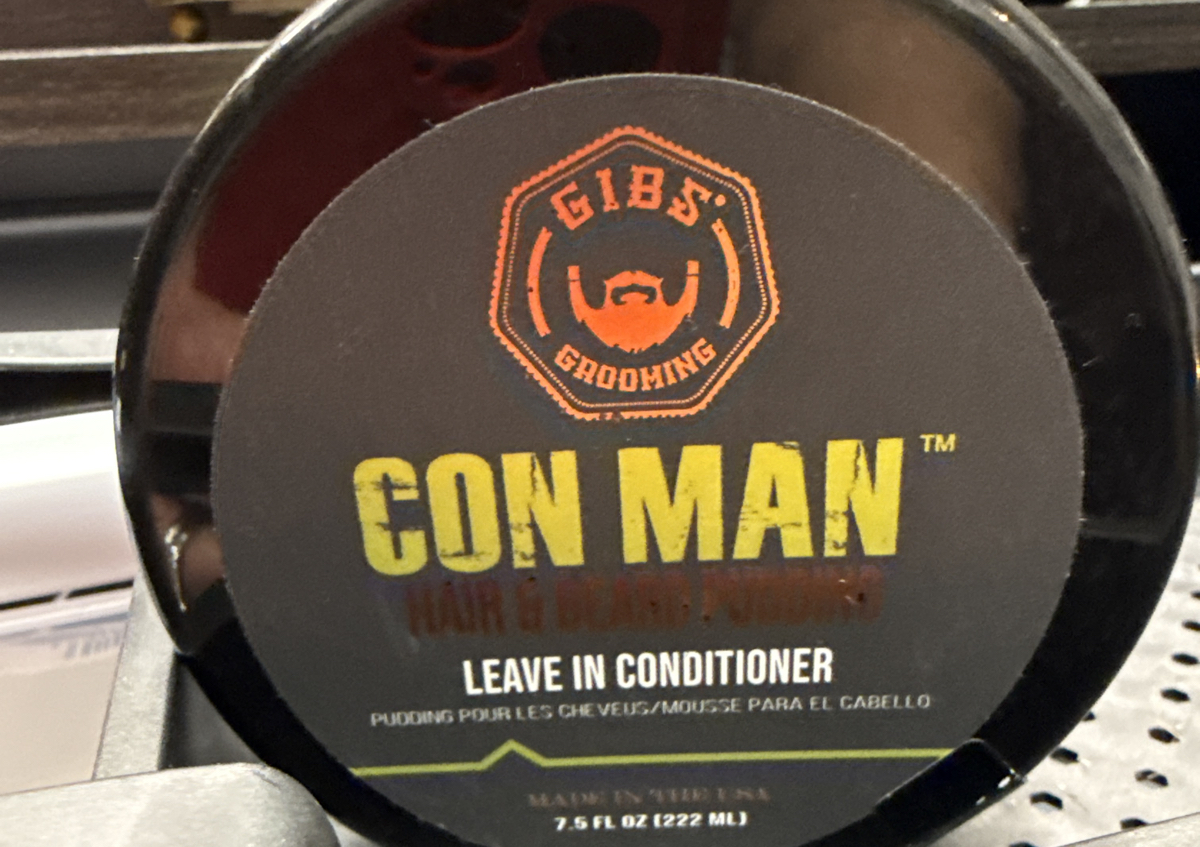 GIBS
GROOMING
CON MAN™
HAIR & BEARD PUDDING
LEAVE IN CONDITIONER
PUDDING POUR LES CHEVEUS/MOUSSE PARA EL CABELLO
MADE IN THE USA
7.5 FL OZ (222 ML)